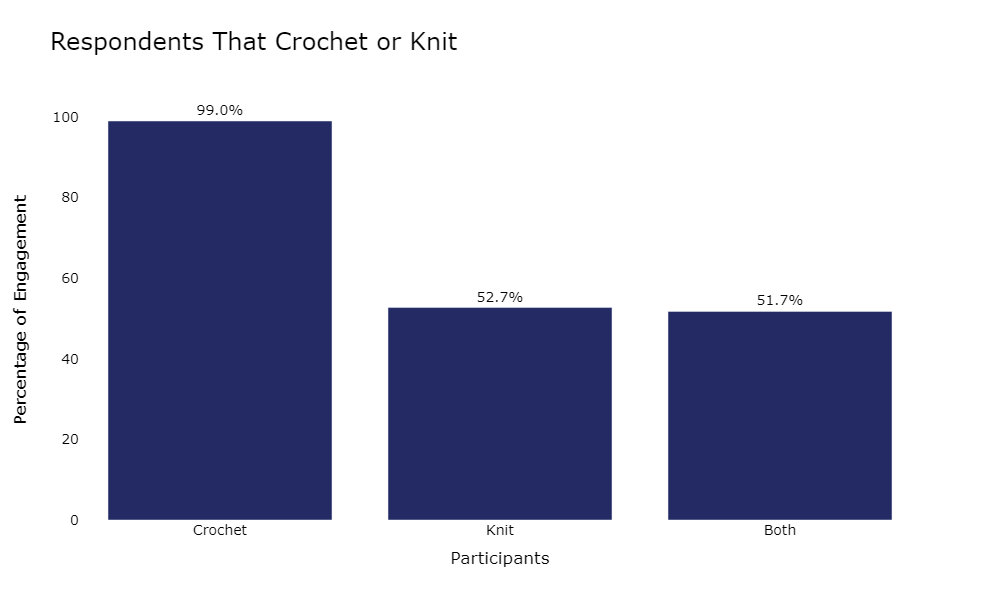 Respondents That Crochet or Knit
Percentage of Engagement
100
80
60
40
20
0
99.0%
52.7%
51.7%
Crochet
Knit
Both
Participants